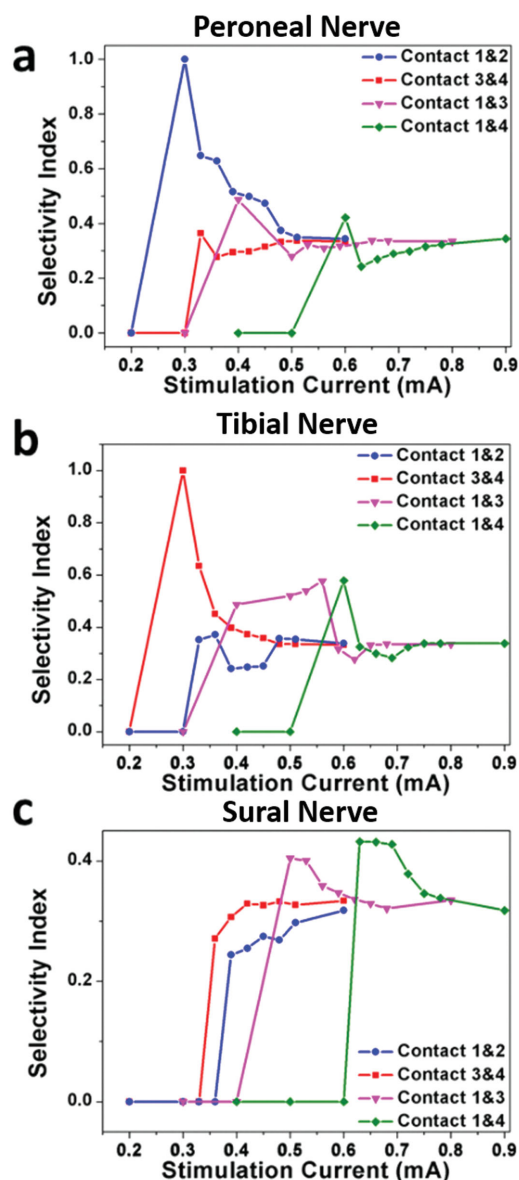 Peroneal Nerve
a
Contact 1&2
Contact 3&4
Contact 1&3
Contact 1&4
Selectivity Index
1.0
0.8
0.6
0.4
0.2
0.0
0.2 0.3 0.4 0.5 0.6 0.7 0.8 0.9
Stimulation Current (mA)
Tibial Nerve
b
Contact 1&2
Contact 3&4
Contact 1&3
Contact 1&4
Selectivity Index
1.0
0.8
0.6
0.4
0.2
0.0
0.2 0.3 0.4 0.5 0.6 0.7 0.8 0.9
Stimulation Current (mA)
Sural Nerve
c
Selectivity Index
0.4
0.2
0.0
Contact 1&2
Contact 3&4
Contact 1&3
Contact 1&4
0.2 0.3 0.4 0.5 0.6 0.7 0.8 0.9
Stimulation Current (mA)